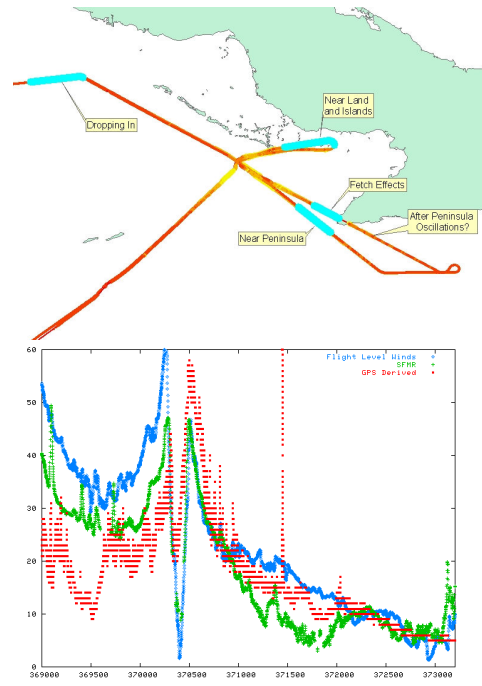 Near Land
and Islands
Dropping In
Fetch Effects
Near Peninsula
After Peninsula
Oscillations?
60
Flight Level Winds
SFMR
GPS Derived
50
40
30
20
10
0
369000 369500 370000 370500 371000 371500 372000 372500 373000